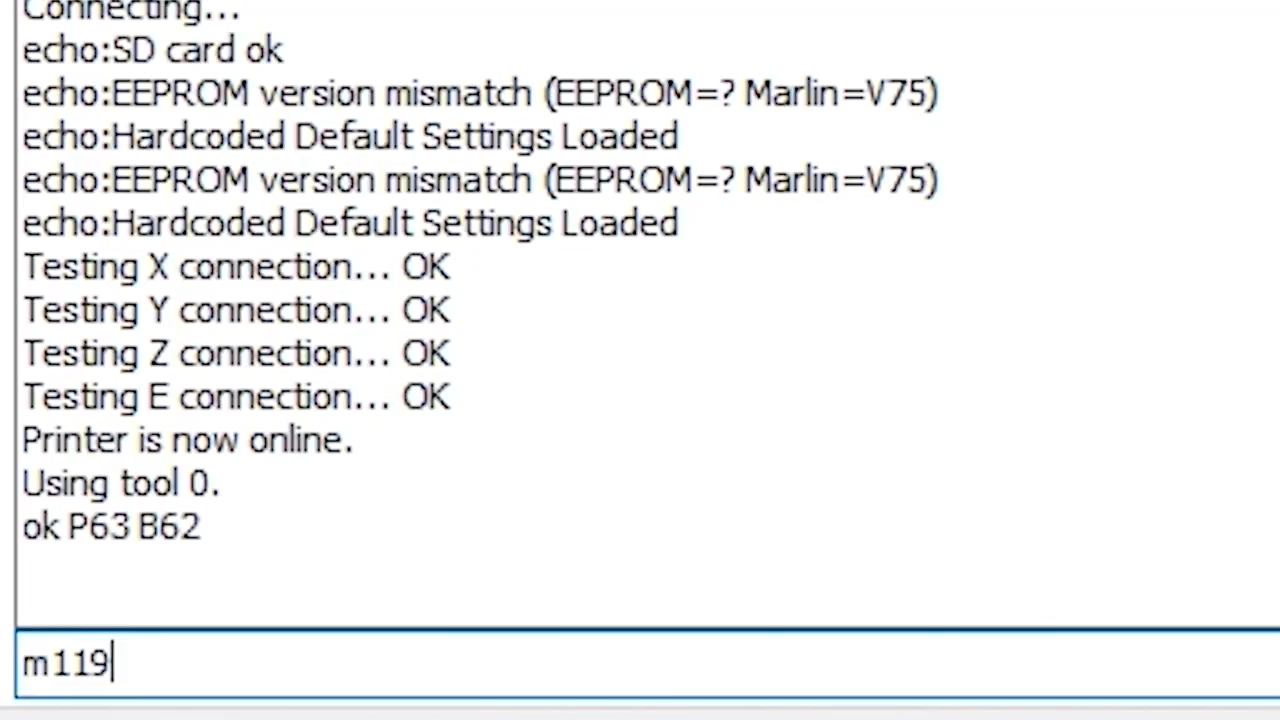 Connecting...
echo:SD card ok
echo:EEPROM version mismatch (EEPROM=? Marlin=V75)
echo:Hardcoded Default Settings Loaded
echo:EEPROM version mismatch (EEPROM=? Marlin=V75)
echo:Hardcoded Default Settings Loaded
Testing X connection... OK
Testing Y connection... OK
Testing Z connection... OK
Testing E connection... OK
Printer is now online.
Using tool 0.
ok P63 B62
m119